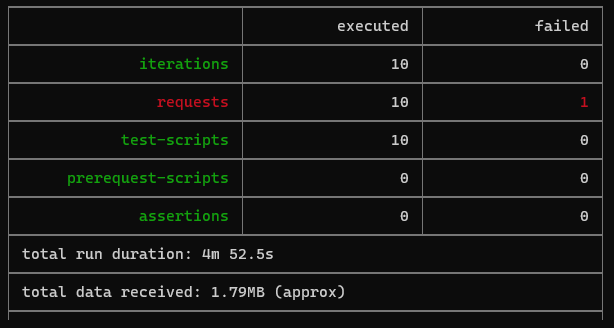 executed failed
iterations 10 0
requests 10 1
test-scripts 10 0
prerequest-scripts 0 0
assertions 0 0
total run duration: 4m 52.5s
total data received: 1.79MB (approx)